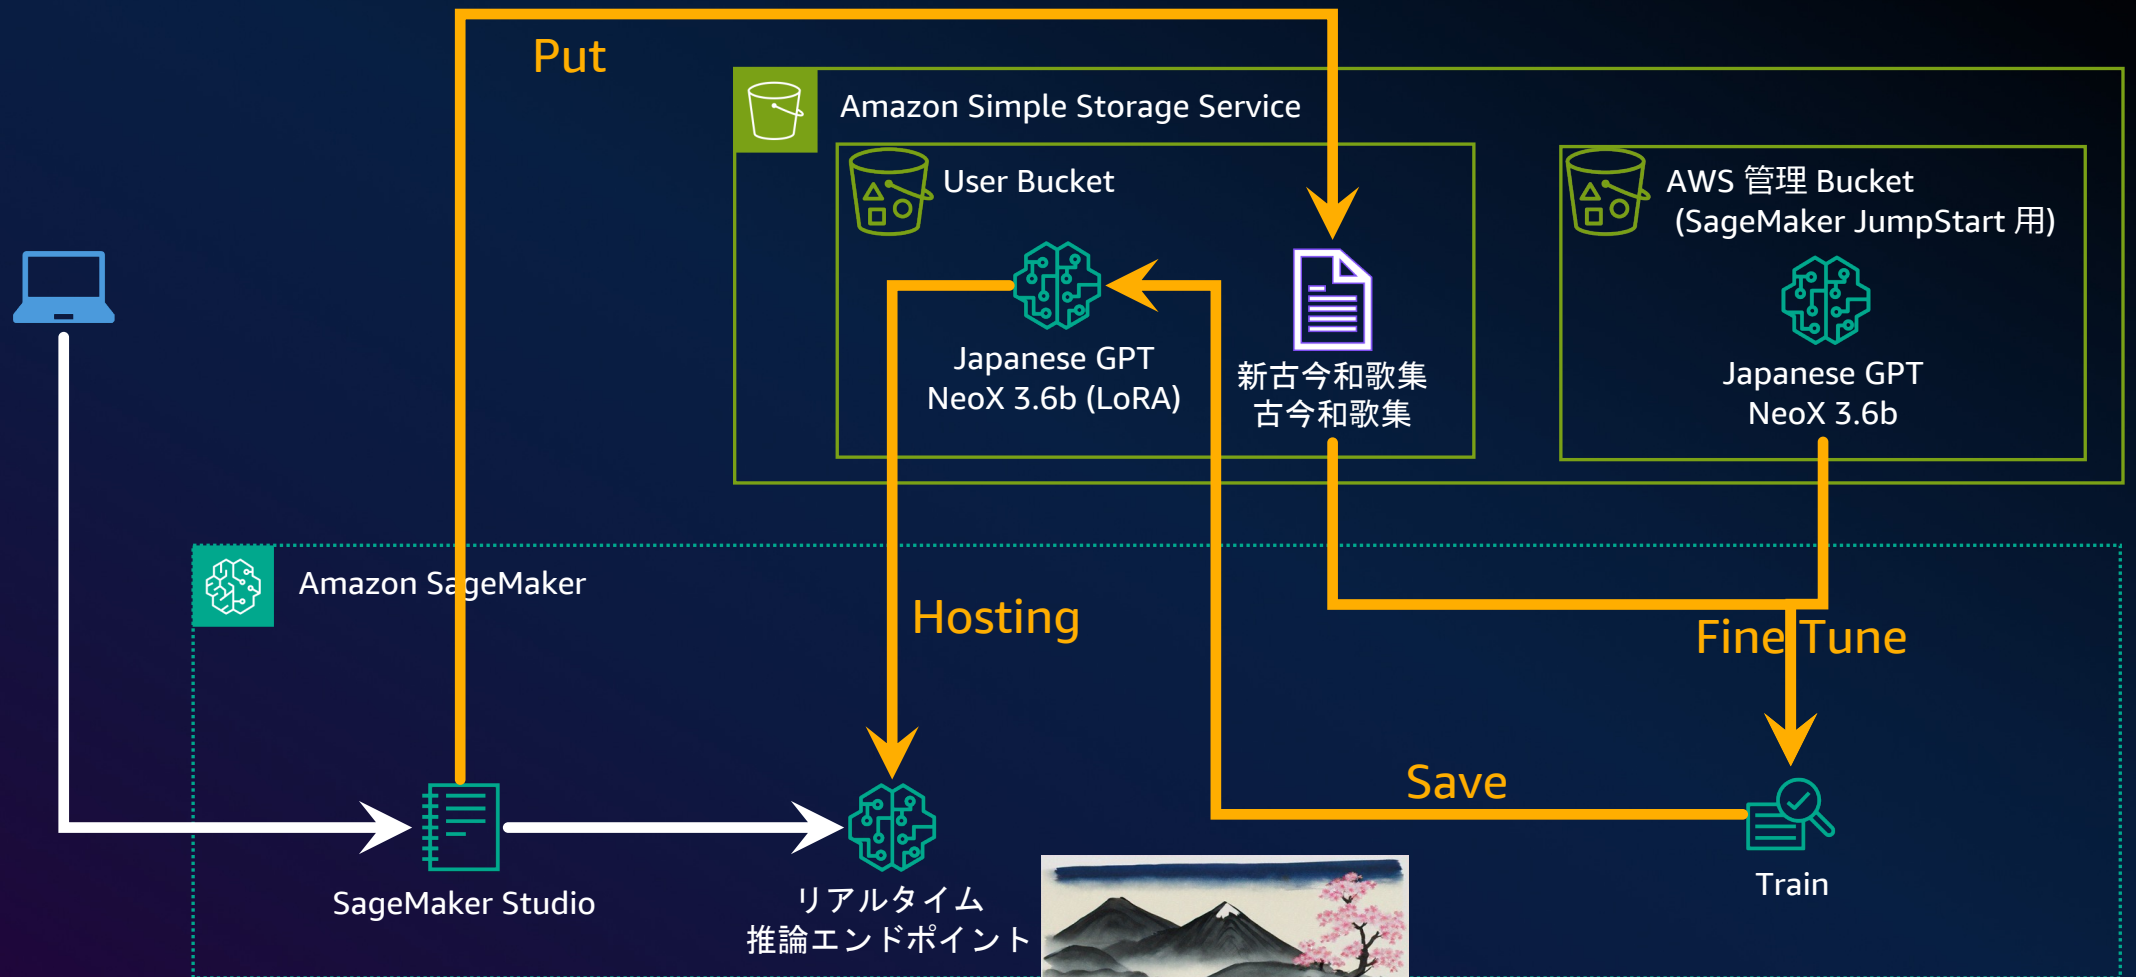 Put
Amazon Simple Storage Service
User Bucket
AWS 管理 Bucket
(SageMaker JumpStart 用)
Japanese GPT
NeoX 3.6b (LoRA)
新古今和歌集
古今和歌集
Japanese GPT
NeoX 3.6b
Amazon SageMaker
Hosting
Fine Tune
Save
SageMaker Studio
リアルタイム
推論エンドポイント
Train